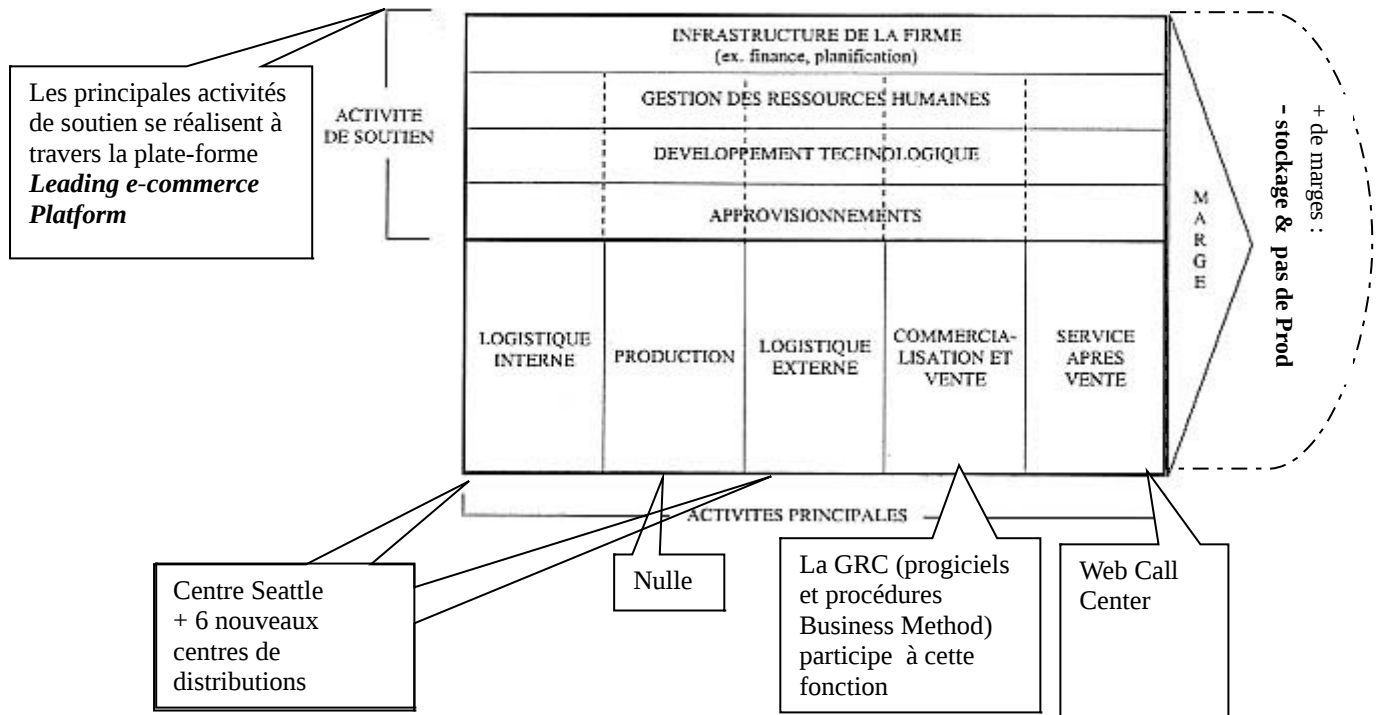 Les principales activités
de soutien se réalisent à
travers la plate-forme
Leading e-commerce
Platform
ACTIVITE
DE SOUTIEN
INFRASTRUCTURE DE LA FIRME
(ex. finance, planification)
GESTION DES RESSOURCES HUMAINES
DEVELOPPEMENT TECHNOLOGIQUE
APPROVISIONNEMENTS
LOGISTIQUE
INTERNE
PRODUCTION
LOGISTIQUE
EXTERNE
COMMERCIA-
LISATION ET
VENTE
SERVICE
APRES
VENTE
MARGE
+ de marges :
- stockage & pas de Prod
ACTIVITES PRINCIPALES
Centre Seattle
+ 6 nouveaux
centres de
distributions
Nulle
La GRC (progiciels
et procédures
Business Method)
participe à cette
fonction
Web Call
Center